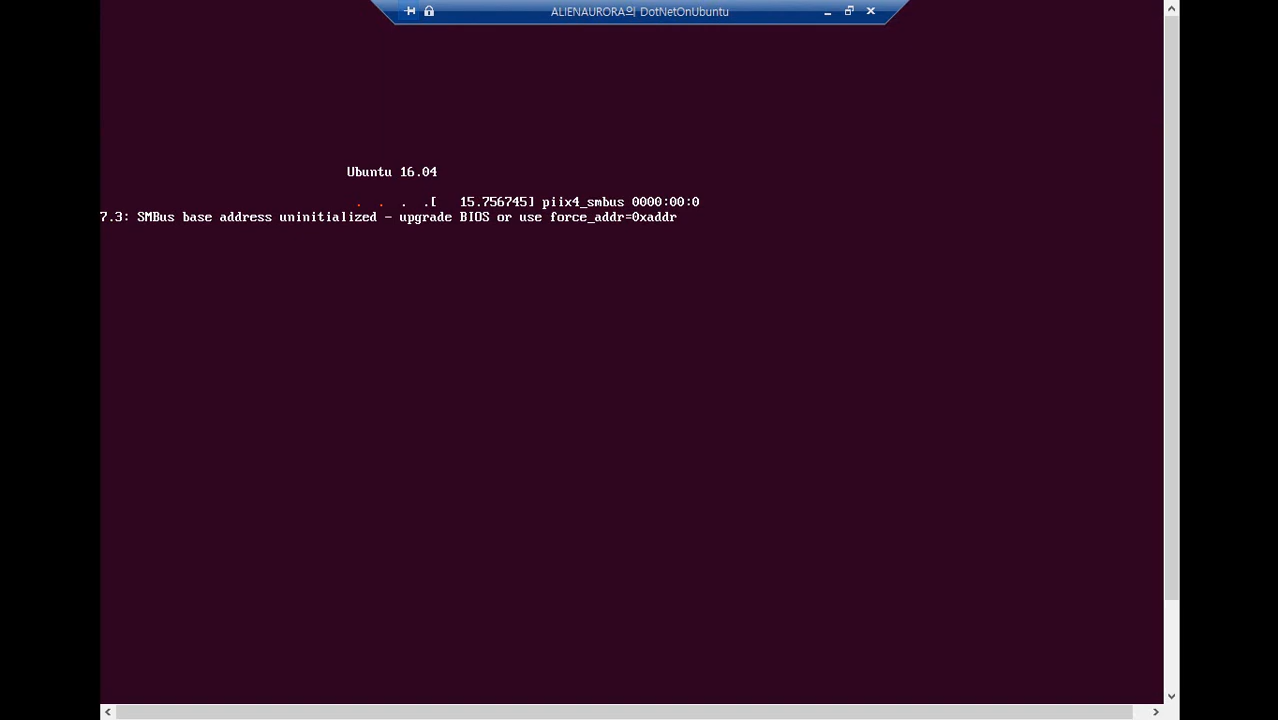 ALIENAURORA의 DotNetOnUbuntu
Ubuntu 16.04
. . . .[   15.756745] piix4_smbus 0000:00:0
7.3: SMBus base address uninitialized - upgrade BIOS or use force_addr=0xaddr